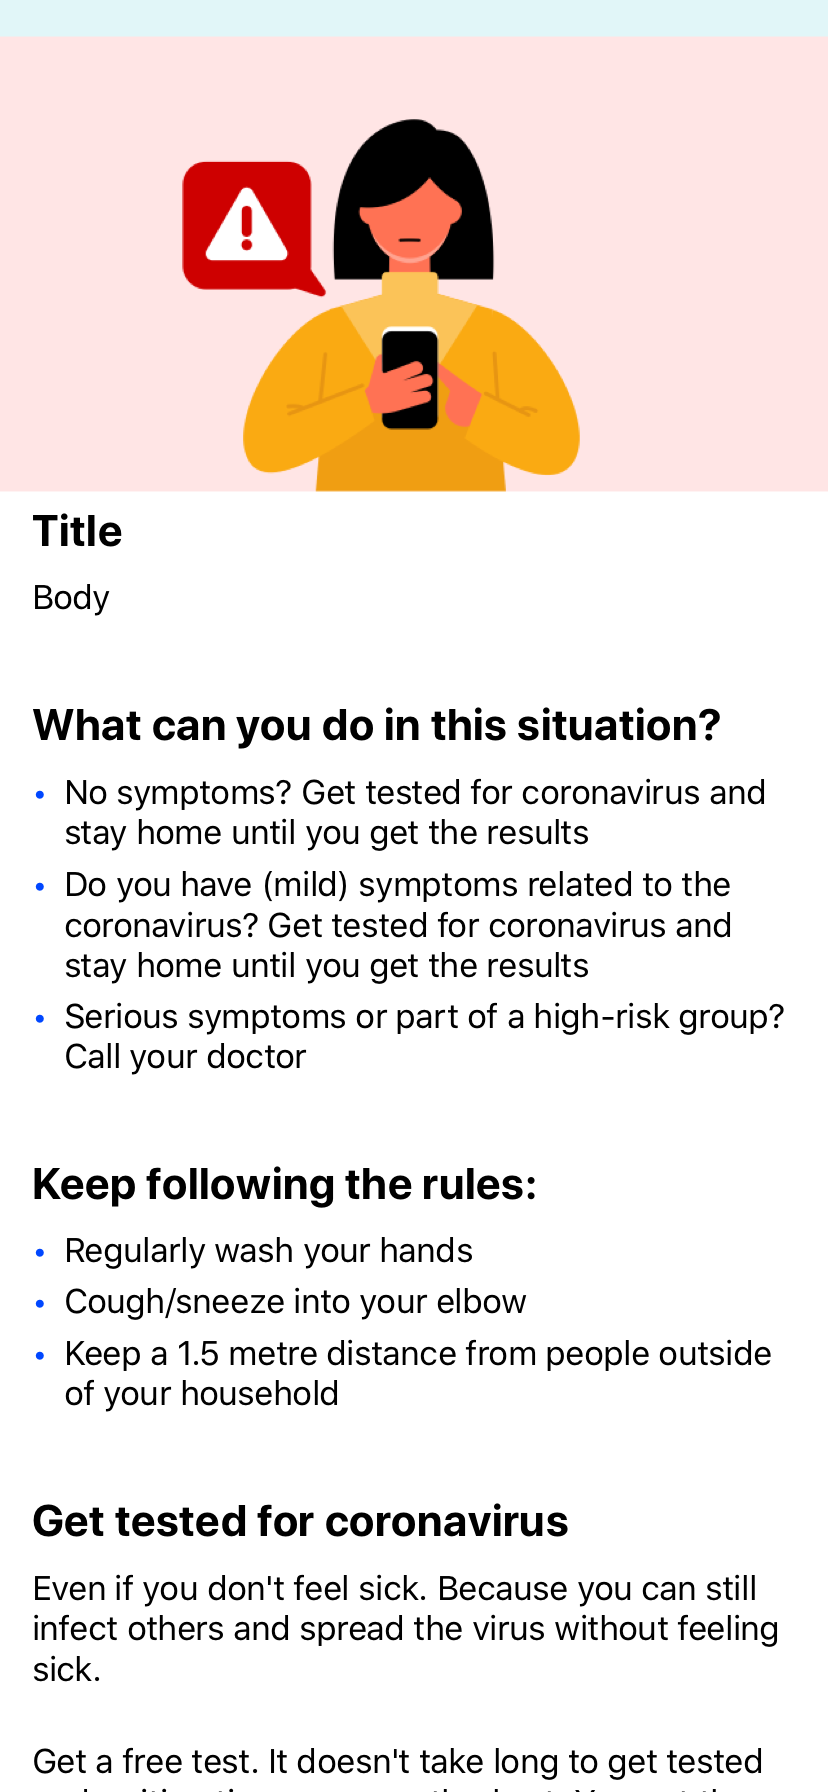 Title
Body
What can you do in this situation?
• No symptoms? Get tested for coronavirus and
stay home until you get the results
• Do you have (mild) symptoms related to the
coronavirus? Get tested for coronavirus and
stay home until you get the results
• Serious symptoms or part of a high-risk group?
Call your doctor
Keep following the rules:
• Regularly wash your hands
• Cough/sneeze into your elbow
• Keep a 1.5 metre distance from people outside
of your household
Get tested for coronavirus
Even if you don't feel sick. Because you can still
infect others and spread the virus without feeling
sick.
Get a free test. It doesn't take long to get tested